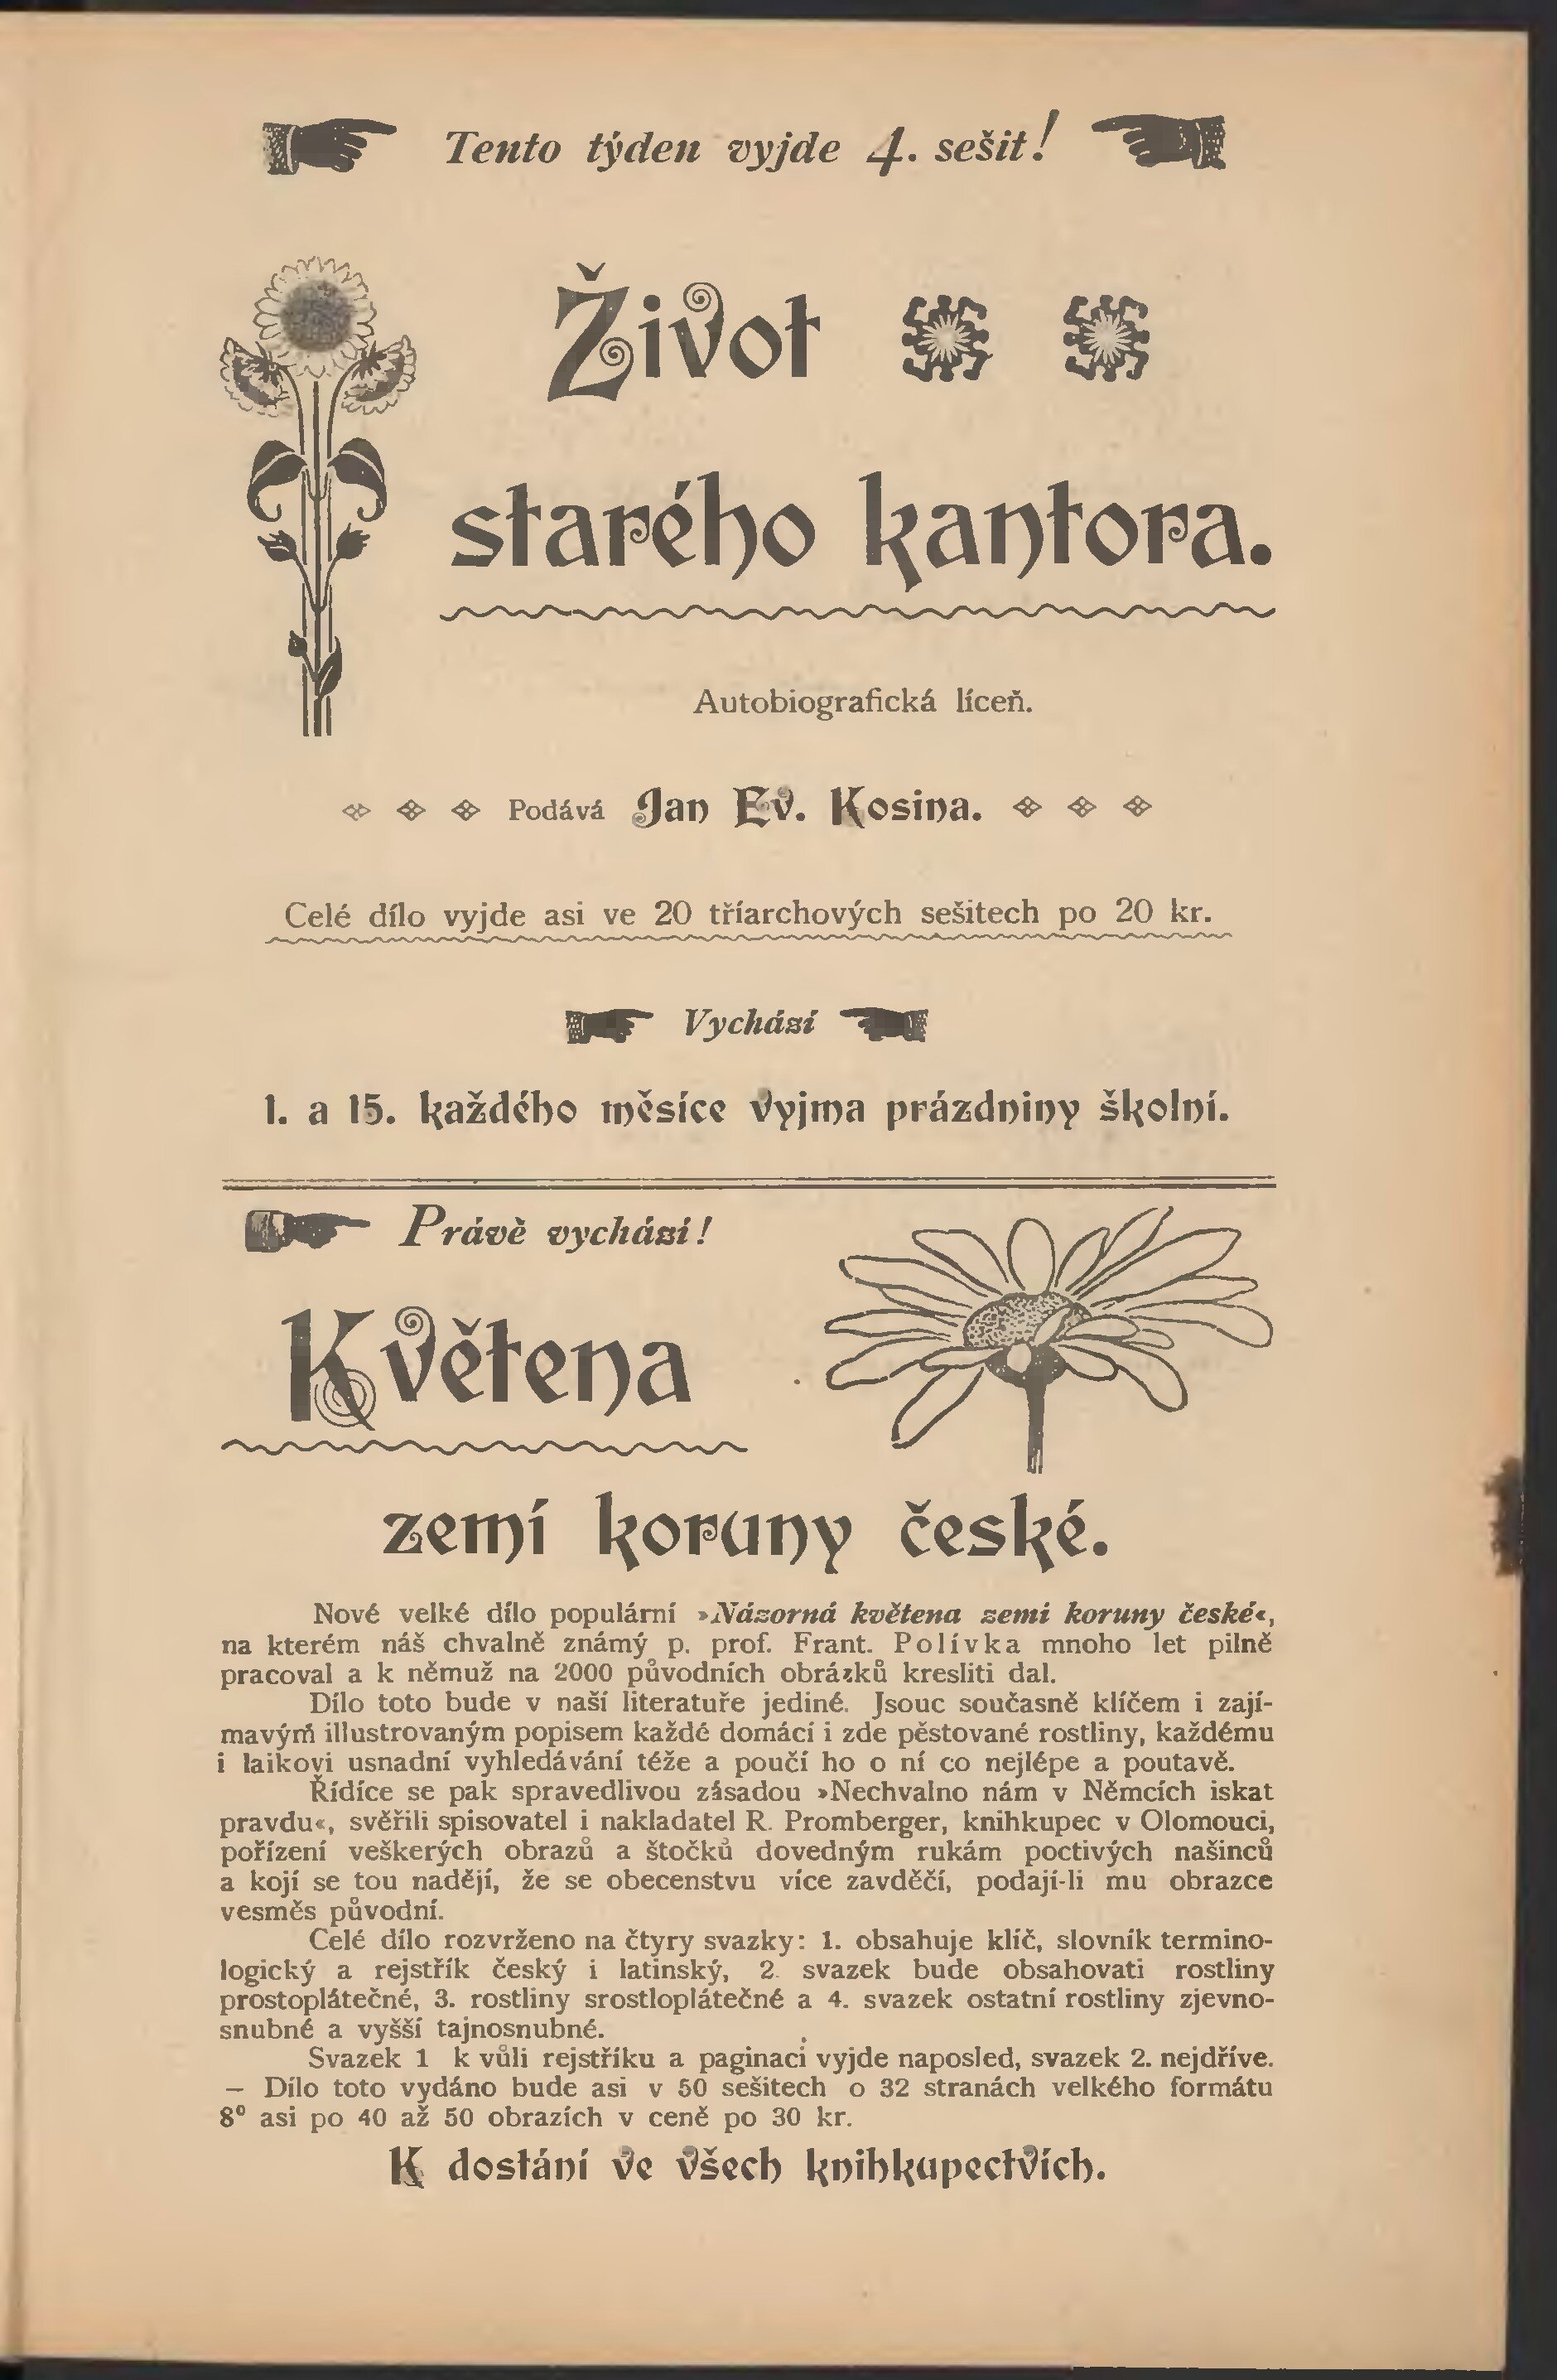 Tento týden vyjde 4. sešit!
Život
starého kantora.
Autobiografická líceň.
Podává Jan Ev. Kosina.
Celé dílo vyjde asi ve 20 tříarchových sešitech po 20 kr.
Vychází
1. a 15. každého měsíce vyjma prázdniny školní.
Právě vychází!
Květena
zemí koruny české.
Nové velké dílo populární »Názorná květena zemi koruny české«,
na kterém náš chvalně známý p. prof. Frant. Polívka mnoho let pilně
pracoval a k němuž na 2000 původních obrázků kresliti dal.
Dílo toto bude v naší literatuře jediné. Jsouc současně klíčem i zají-
mavým illustrovaným popisem každé domácí i zde pěstované rostliny, každému
i laikovi usnadní vyhledávání téže a poučí ho o ní co nejlépe a poutavě.
Řídíce se pak spravedlivou zásadou »Nechvalno nám v Němcích iskat
pravdu«, svěřili spisovatel i nakladatel R. Promberger, knihkupec v Olomouci,
pořízení veškerých obrazů a štočků dovedným rukám poctivých našinců
a kojí se tou nadějí, že se obecenstvu více zavděčí, podají-li mu obrazce
vesměs původní.
Celé dílo rozvrženo na čtyry svazky: 1. obsahuje klíč, slovník termino-
logický a rejstřík český i latinský, 2. svazek bude obsahovati rostliny
prostoplátečné, 3. rostliny srostloplátečné a 4. svazek ostatní rostliny zjevno-
snubné a vyšší tajnosnubné.
Svazek 1 k vůli rejstříku a paginaci vyjde naposled, svazek 2. nejdříve.
— Dílo toto vydáno bude asi v 50 sešitech o 32 stranách velkého formátu
8° asi po 40 až 50 obrazích v ceně po 30 kr.
K dostání ve všech knihkupectvích.